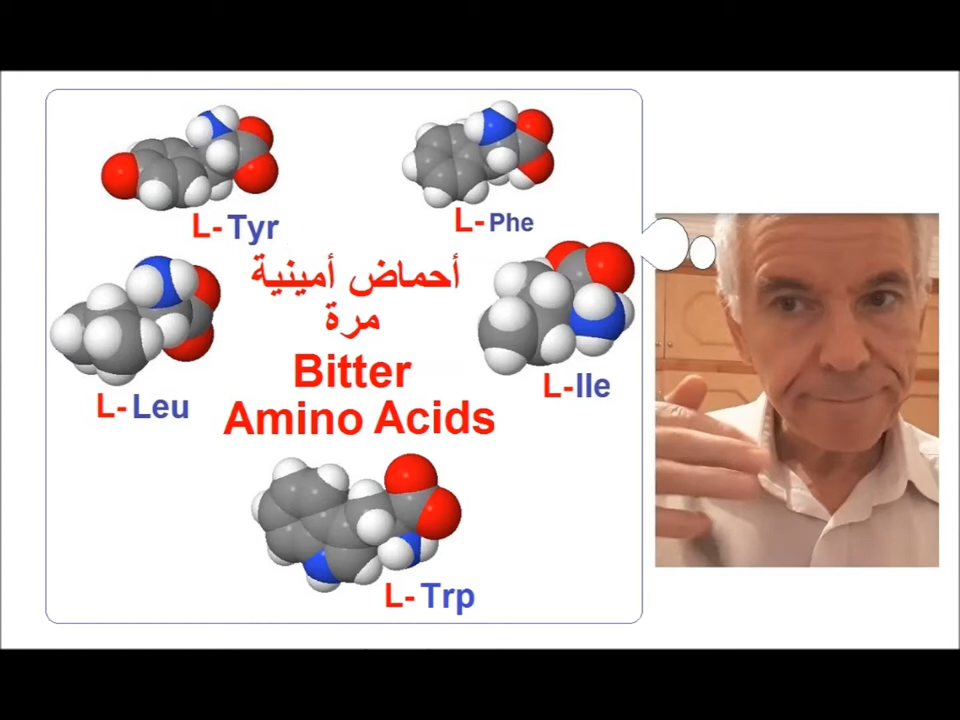 L- Tyr
L- Phe
أحماض أمينية
مرة
Bitter
Amino Acids
L- Leu
L-Ile
L- Trp